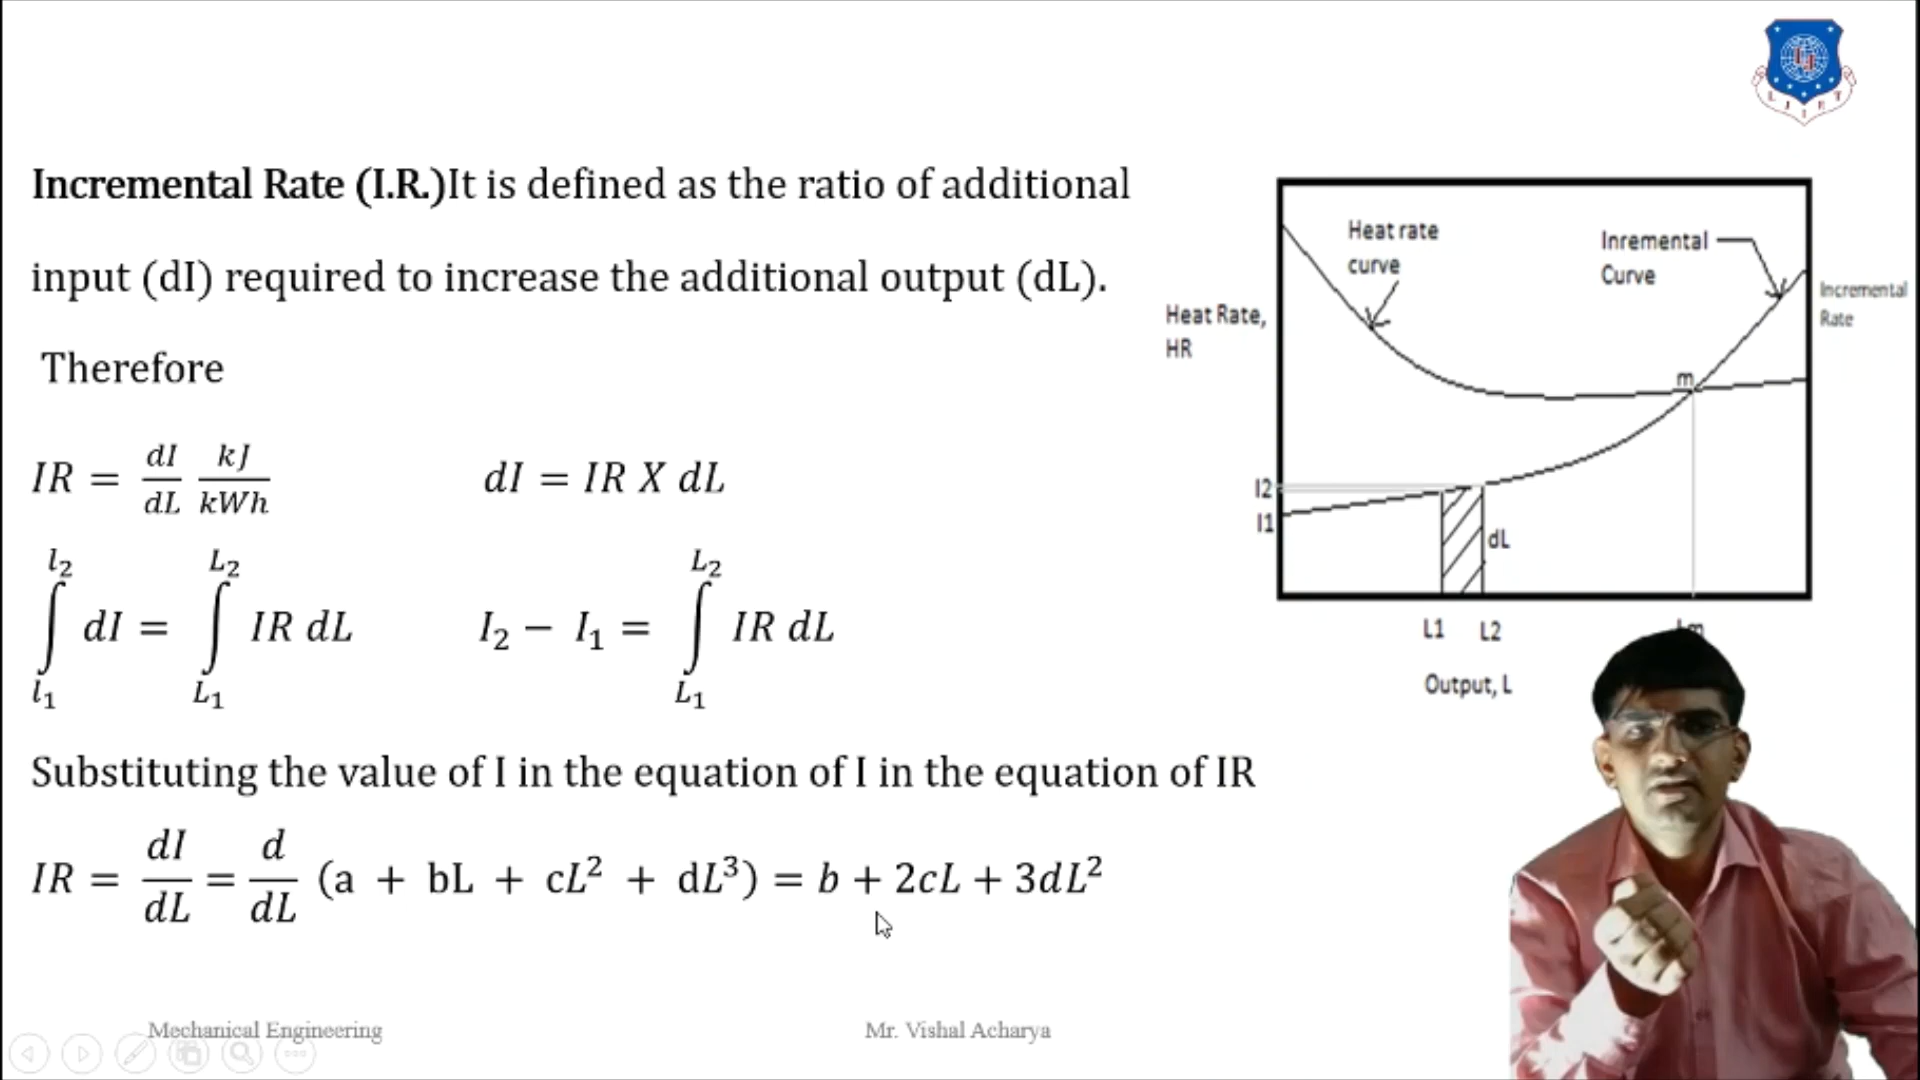 Incremental Rate (I.R.)It is defined as the ratio of additional
input (dI) required to increase the additional output (dL).
Therefore
IR = dI/dL kJ/kWh    dI = IR X dL
∫_{l₁}^{l₂} dI = ∫_{L₁}^{L₂} IR dL    I₂ − I₁ = ∫_{L₁}^{L₂} IR dL
Substituting the value of I in the equation of I in the equation of IR
IR = dI/dL = d/dL (a + bL + cL² + dL³) = b + 2cL + 3dL²
Heat rate
curve
Inremental
Curve
Incremental
Rate
Heat Rate,
HR
m
I2
I1
dL
L1 L2
Output, L
L J I E T
Mechanical Engineering
Mr. Vishal Acharya